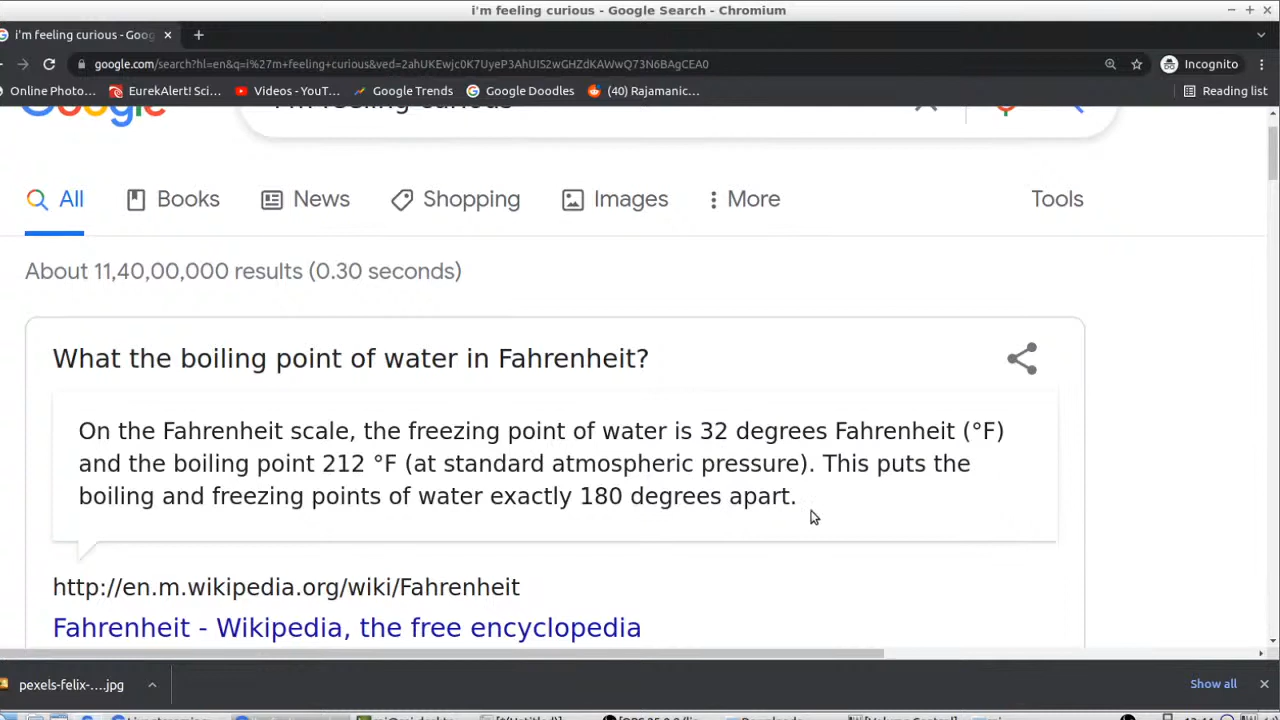 i'm feeling curious - Google Search - Chromium
i'm feeling curious - Goog
google.com/search?hl=en&q=i%27m+feeling+curious&ved=2ahUKEwjc0K7UyeP3AhUIS2wGHZdKAWwQ73N6BAgCEA0
Incognito
Online Photo… EurekAlert! Sci… Videos - YouT… Google Trends Google Doodles (40) Rajamanic… Reading list
Google i'm feeling curious
All Books News Shopping Images More Tools
About 11,40,00,000 results (0.30 seconds)
What the boiling point of water in Fahrenheit?
On the Fahrenheit scale, the freezing point of water is 32 degrees Fahrenheit (°F)
and the boiling point 212 °F (at standard atmospheric pressure). This puts the
boiling and freezing points of water exactly 180 degrees apart.
http://en.m.wikipedia.org/wiki/Fahrenheit
Fahrenheit - Wikipedia, the free encyclopedia
pexels-felix-....jpg
Show all